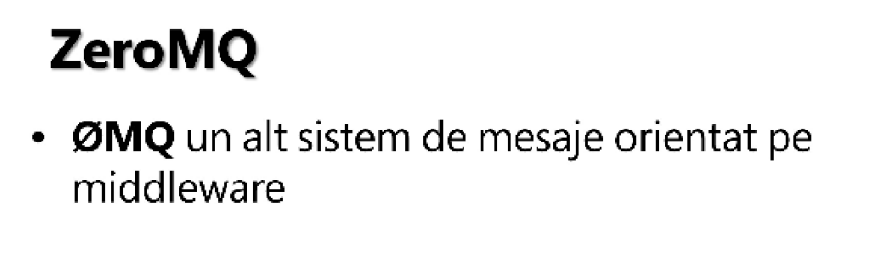 ZeroMQ
• ØMQ un alt sistem de mesaje orientat pe
middleware